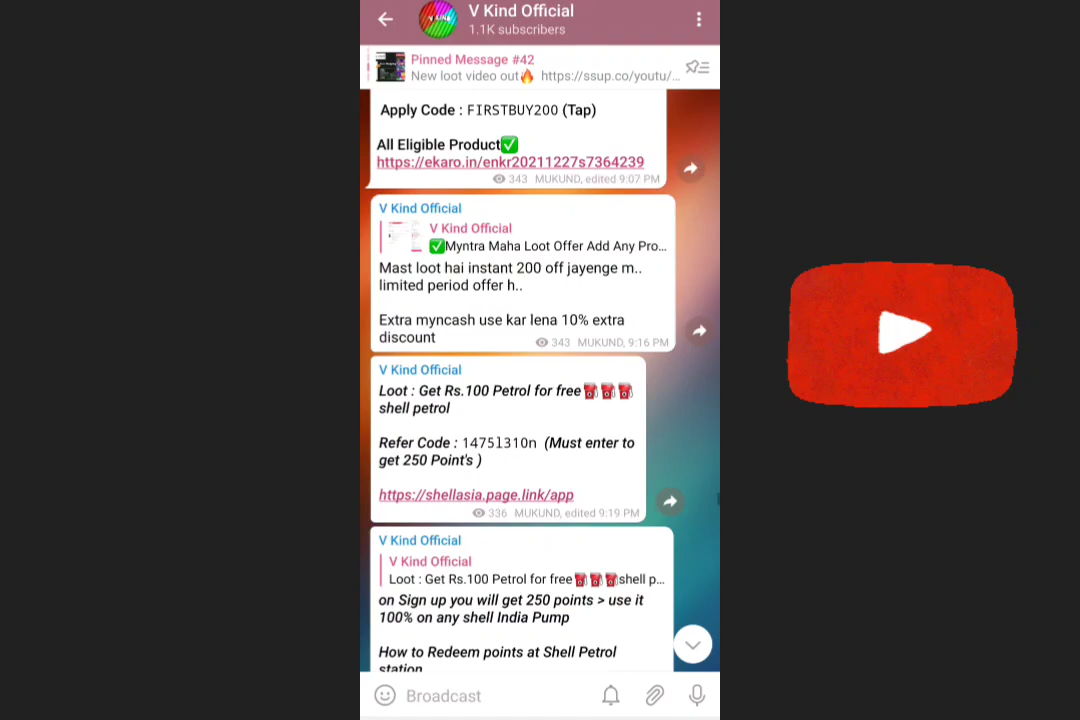 V Kind Official
1.1K subscribers
Pinned Message #42
New loot video out🔥 https://ssup.co/youtu/...
Apply Code : FIRSTBUY200 (Tap)
All Eligible Product✅
https://ekaro.in/enkr20211227s7364239
343 MUKUND, edited 9:07 PM
V Kind Official
V Kind Official
✅Myntra Maha Loot Offer Add Any Pro...
Mast loot hai instant 200 off jayenge m..
limited period offer h..
Extra myncash use kar lena 10% extra
discount
343 MUKUND, 9:16 PM
V Kind Official
Loot : Get Rs.100 Petrol for free⛽⛽⛽
shell petrol
Refer Code : 1475l310n (Must enter to
get 250 Point's )
https://shellasia.page.link/app
336 MUKUND, edited 9:19 PM
V Kind Official
V Kind Official
Loot : Get Rs.100 Petrol for free⛽⛽⛽shell p...
on Sign up you will get 250 points > use it
100% on any shell India Pump
How to Redeem points at Shell Petrol
station
Broadcast